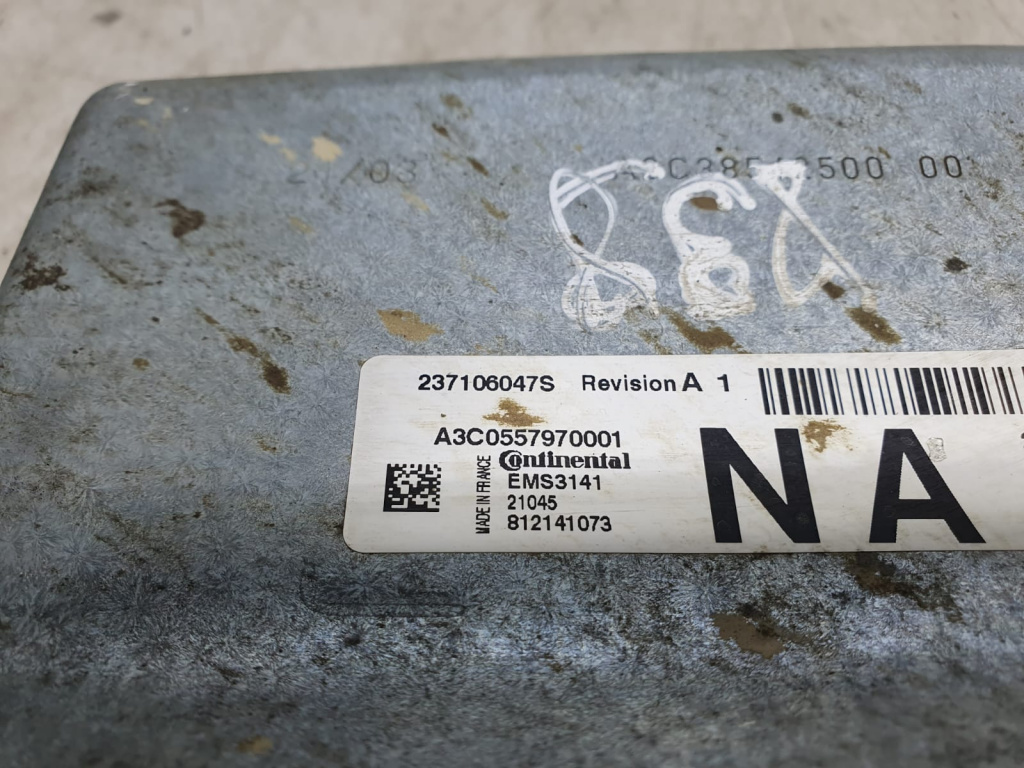 237106047S Revision A 1
A3C0557970001
MADE IN FRANCE
Continental
EMS3141
21045
812141073
NA